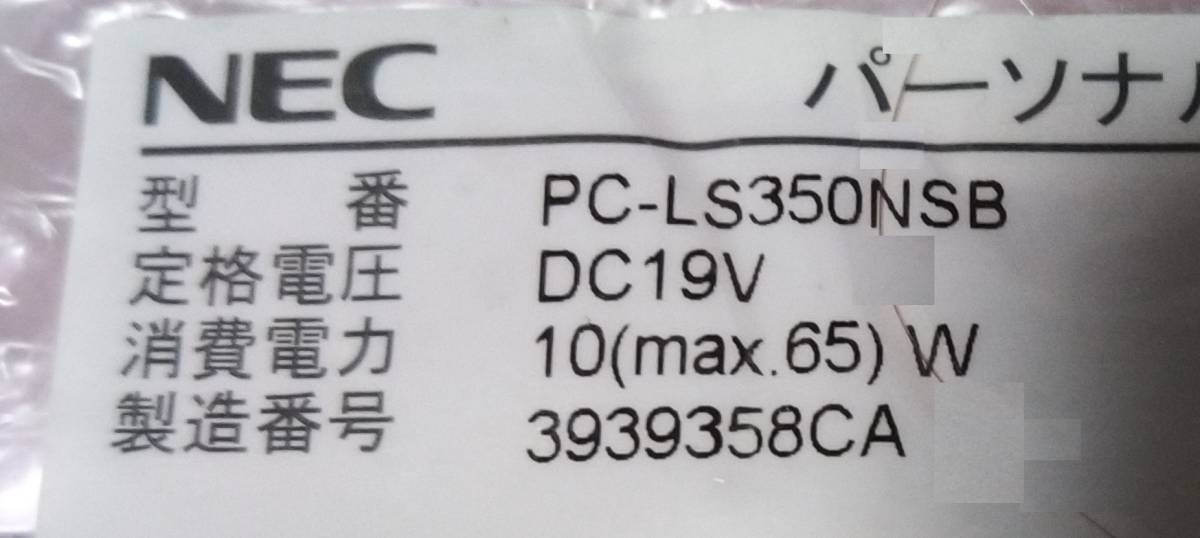 NEC パーソナル
型番 PC-LS350NSB
定格電圧 DC19V
消費電力 10(max.65) W
製造番号 3939358CA